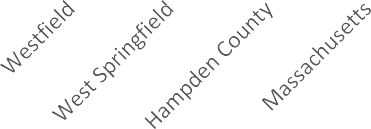 Westfield
West Springfield
Hampden County
Massachusetts